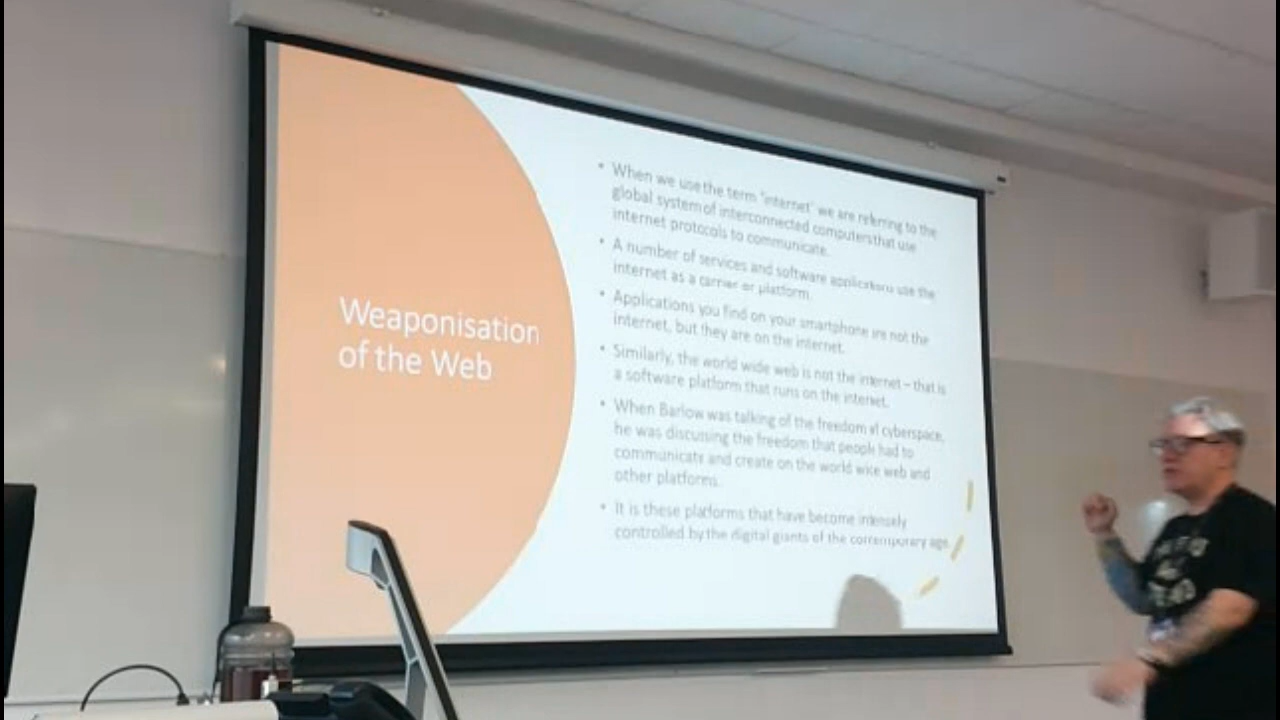 Weaponisation
of the Web
• When we use the term "internet" we are referring to the
global system of interconnected computers that use
internet protocols to communicate.
• A number of services and software applications use the
internet as a carrier or platform.
• Applications you find on your smartphone are not the
internet, but they are on the internet.
• Similarly, the world wide web is not the internet – that is
a software platform that runs on the internet.
• When Barlow was talking of the freedom of cyberspace,
he was discussing the freedom that people had to
communicate and create on the world wide web and
other platforms.
• It is these platforms that have become intensely
controlled by the digital giants of the contemporary age.